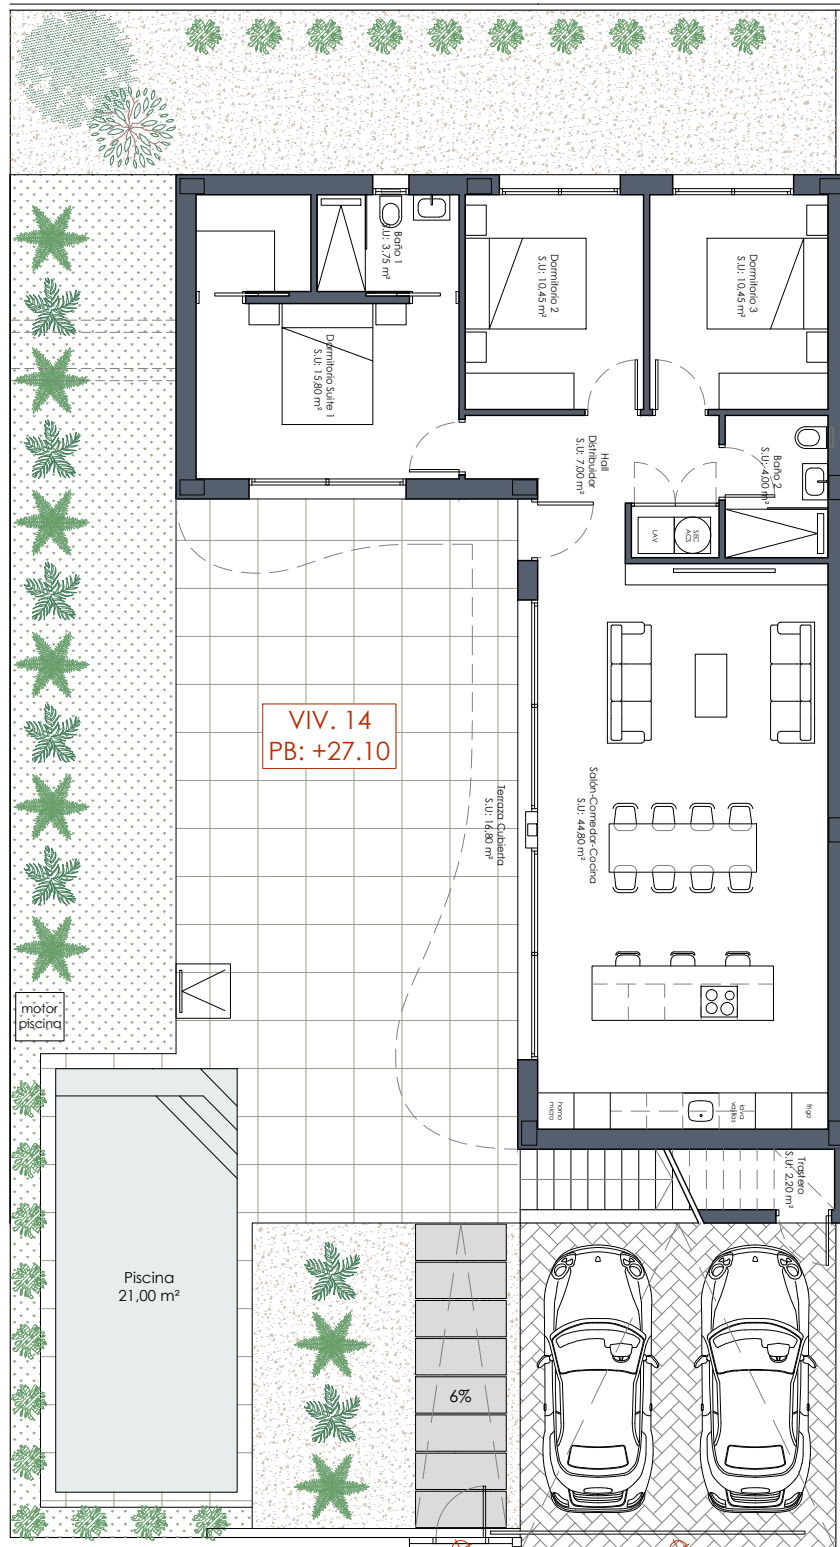 Baño 1
S.U: 3,75 m²
Dormitorio 2
S.U: 10,45 m²
Dormitorio 3
S.U: 10,45 m²
Dormitorio Suite 1
S.U: 15,80 m²
Hall
Distribuidor
S.U: 7,00 m²
Baño 2
S.U: 4,00 m²
LAV
SEC
ACS
VIV. 14
PB: +27.10
Terraza Cubierta
S.U: 16,80 m²
Salón-Comedor-Cocina
S.U: 44,80 m²
motor
piscina
horno
micro
lava
vajillas
frigo
Trastero
S.U: 2,20 m²
Piscina
21,00 m²
6%